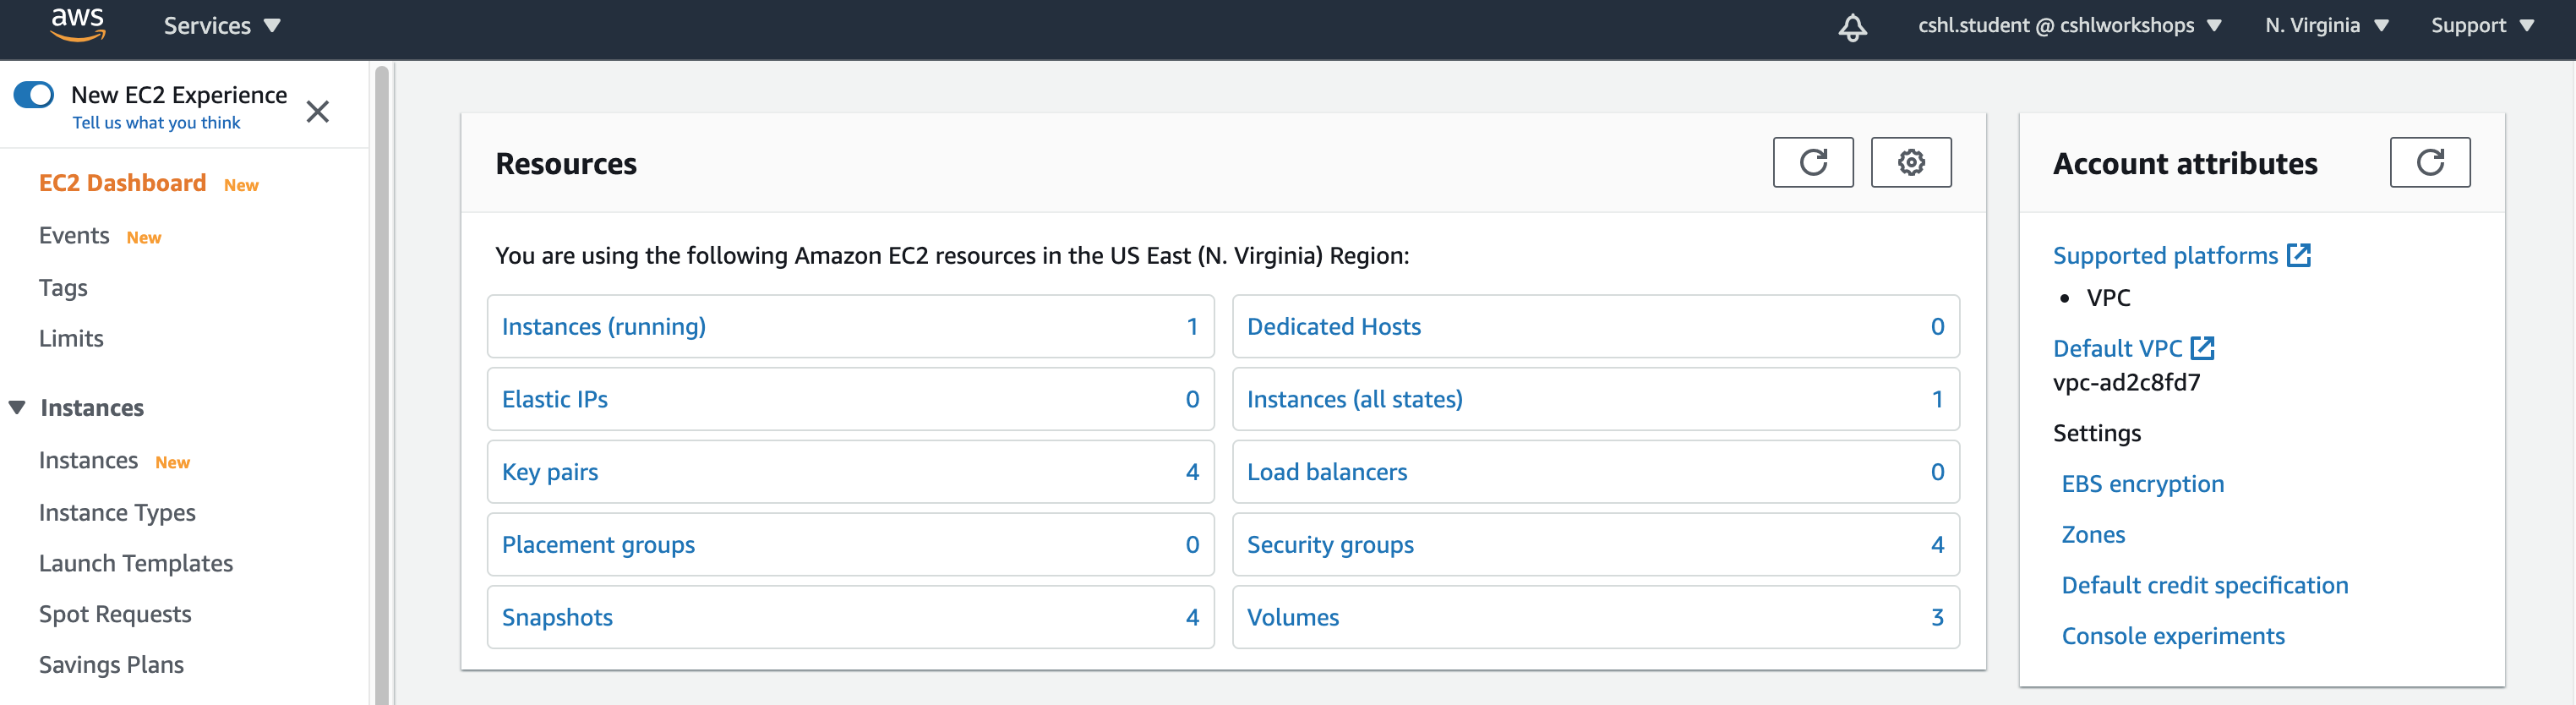 aws
Services
cshl.student @ cshlworkshops
N. Virginia
Support
New EC2 Experience
Tell us what you think
EC2 Dashboard New
Events New
Tags
Limits
Instances
Instances New
Instance Types
Launch Templates
Spot Requests
Savings Plans
Resources
You are using the following Amazon EC2 resources in the US East (N. Virginia) Region:
Instances (running) 1
Dedicated Hosts 0
Elastic IPs 0
Instances (all states) 1
Key pairs 4
Load balancers 0
Placement groups 0
Security groups 4
Snapshots 4
Volumes 3
Account attributes
Supported platforms
• VPC
Default VPC
vpc-ad2c8fd7
Settings
EBS encryption
Zones
Default credit specification
Console experiments